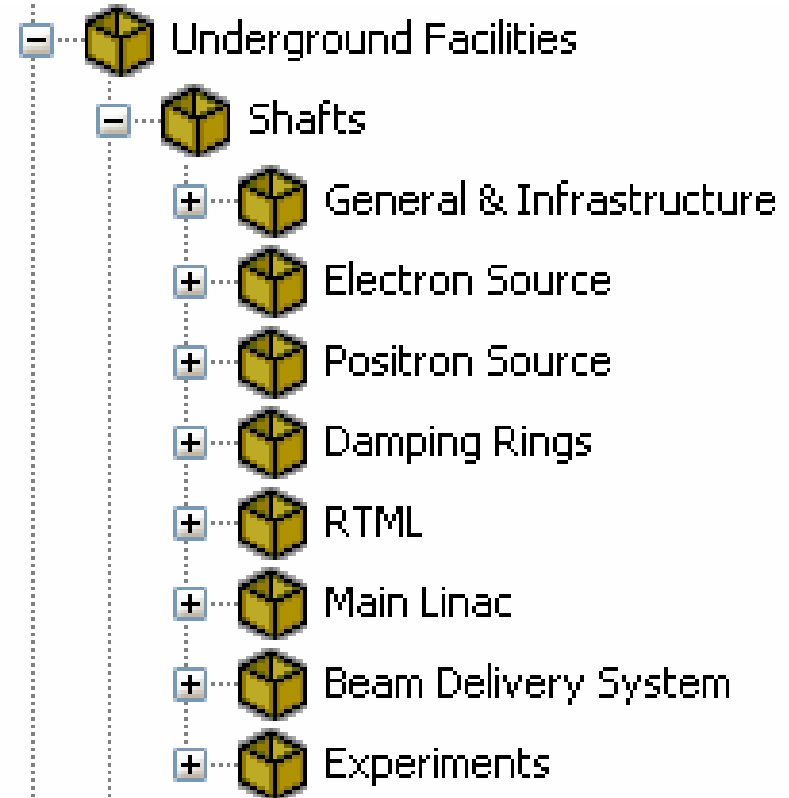 Underground Facilities
Shafts
General & Infrastructure
Electron Source
Positron Source
Damping Rings
RTML
Main Linac
Beam Delivery System
Experiments